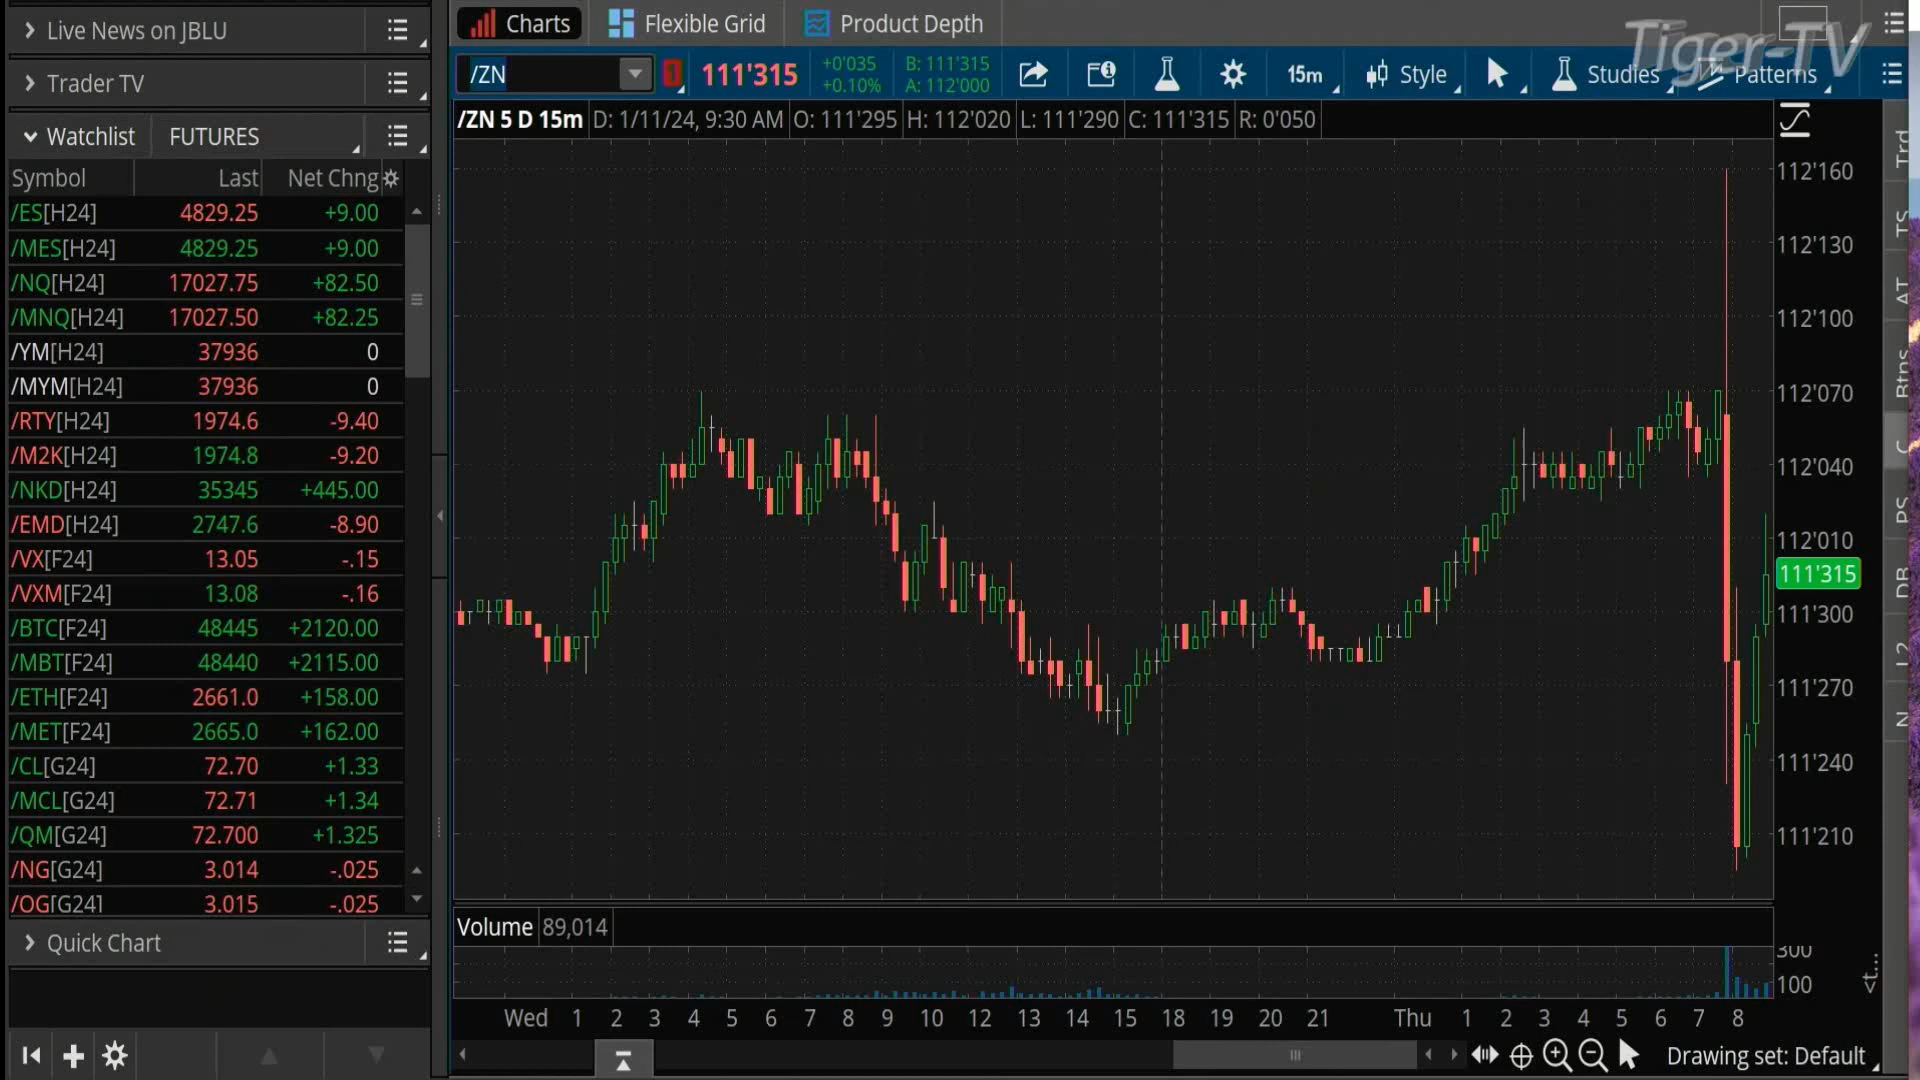 Live News on JBLU
Trader TV
Watchlist FUTURES
Symbol Last Net Chng
/ES[H24] 4829.25 +9.00
/MES[H24] 4829.25 +9.00
/NQ[H24] 17027.75 +82.50
/MNQ[H24] 17027.50 +82.25
/YM[H24] 37936 0
/MYM[H24] 37936 0
/RTY[H24] 1974.6 -9.40
/M2K[H24] 1974.8 -9.20
/NKD[H24] 35345 +445.00
/EMD[H24] 2747.6 -8.90
/VX[F24] 13.05 -.15
/VXM[F24] 13.08 -.16
/BTC[F24] 48445 +2120.00
/MBT[F24] 48440 +2115.00
/ETH[F24] 2661.0 +158.00
/MET[F24] 2665.0 +162.00
/CL[G24] 72.70 +1.33
/MCL[G24] 72.71 +1.34
/QM[G24] 72.700 +1.325
/NG[G24] 3.014 -.025
/QG[G24] 3.015 -.025
Quick Chart
Charts Flexible Grid Product Depth
Tiger-TV
/ZN 111'315 +0'035 B: 111'315 15m Style Studies Patterns
+0.10% A: 112'000
/ZN 5 D 15m D: 1/11/24, 9:30 AM O: 111'295 H: 112'020 L: 111'290 C: 111'315 R: 0'050
112'160
112'130
112'100
112'070
112'040
112'010
111'315
111'300
111'270
111'240
111'210
Volume 89,014
300
100
<t...
Wed 1 2 3 4 5 6 7 8 9 10 12 13 14 15 18 19 20 21 Thu 1 2 3 4 5 6 7 8
Drawing set: Default
Trd
TS
AT
Btns
C
PS
DB
L2
N